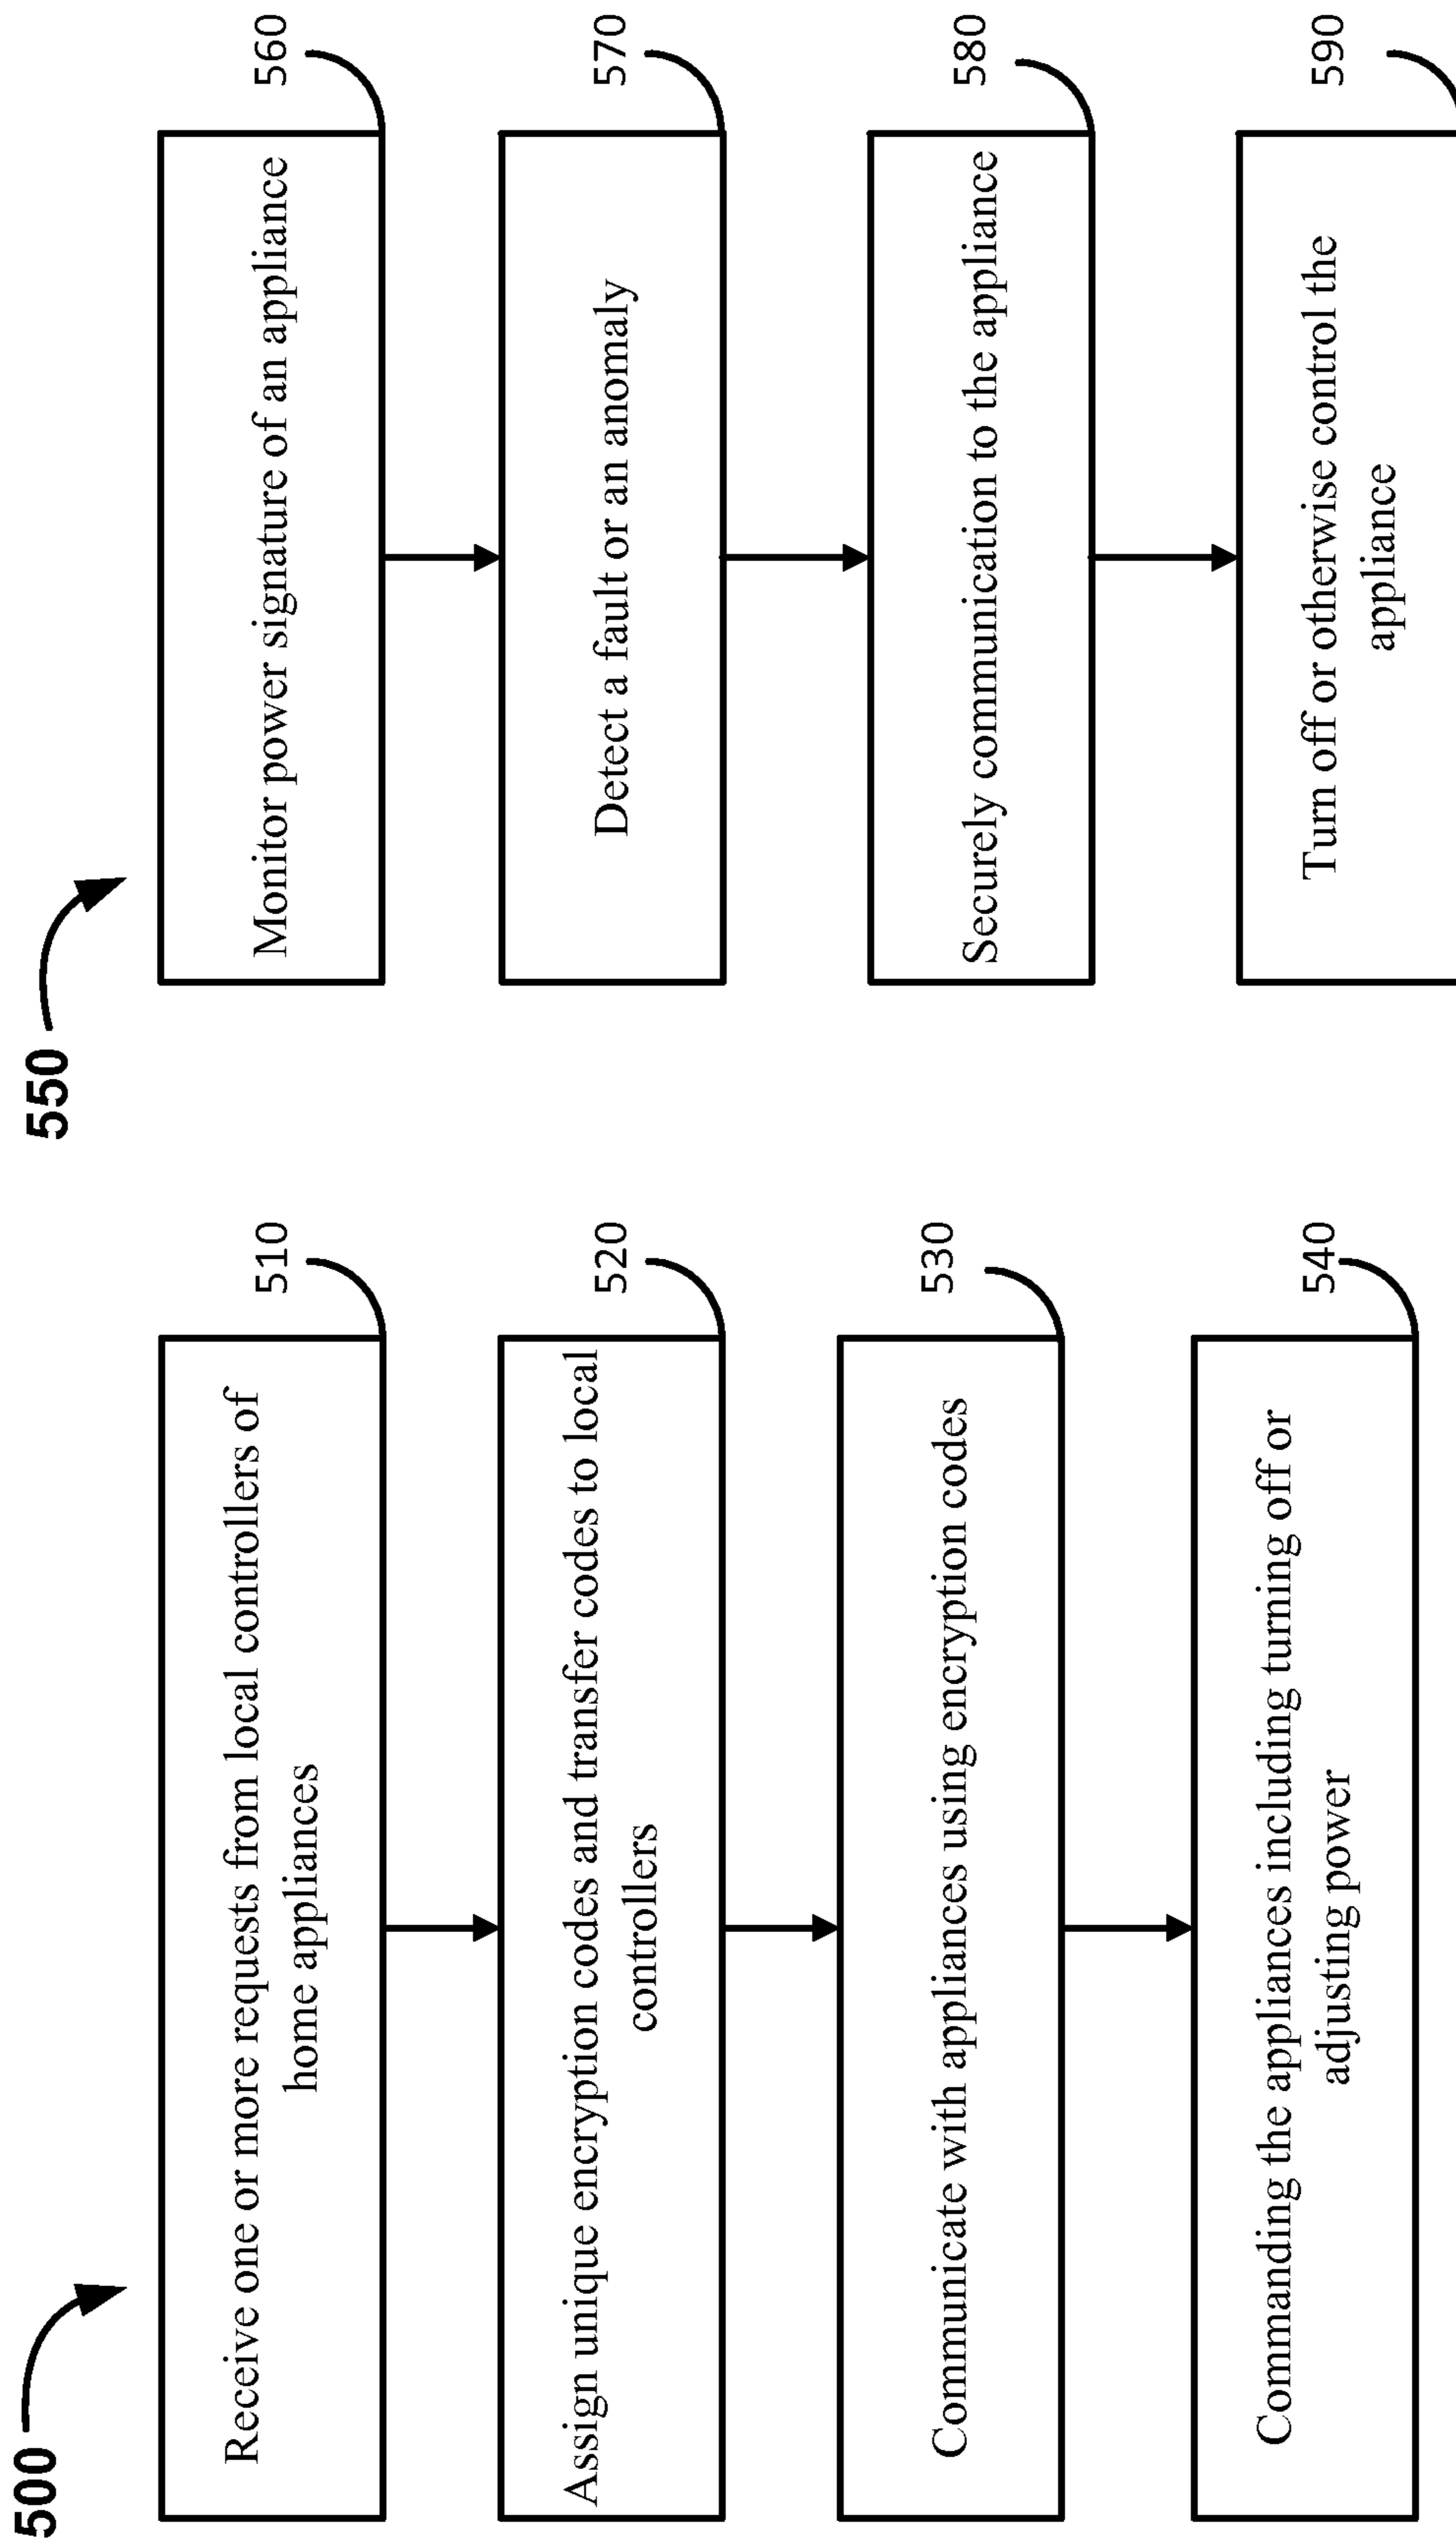 500
Receive one or more requests from local controllers of
home appliances
510
Assign unique encryption codes and transfer codes to local
controllers
520
Communicate with appliances using encryption codes
530
Commanding the appliances including turning off or
adjusting power
540
550
Monitor power signature of an appliance
560
Detect a fault or an anomaly
570
Securely communication to the appliance
580
Turn off or otherwise control the
appliance
590